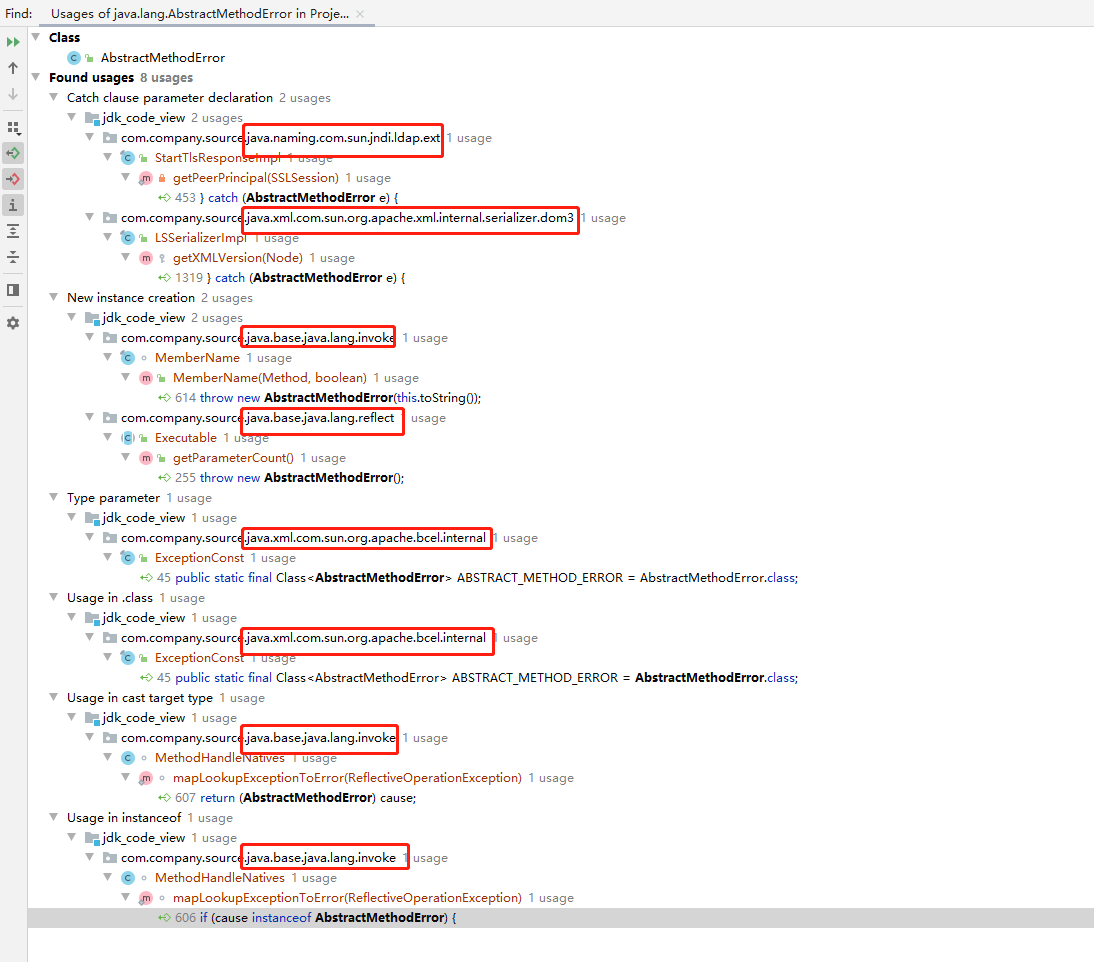 Find: Usages of java.lang.AbstractMethodError in Proje...
Class
AbstractMethodError
Found usages 8 usages
Catch clause parameter declaration 2 usages
jdk_code_view 2 usages
com.company.source.java.naming.com.sun.jndi.ldap.ext 1 usage
StartTlsResponseImpl 1 usage
getPeerPrincipal(SSLSession) 1 usage
453 } catch (AbstractMethodError e) {
com.company.source.java.xml.com.sun.org.apache.xml.internal.serializer.dom3 1 usage
LSSerializerImpl 1 usage
getXMLVersion(Node) 1 usage
1319 } catch (AbstractMethodError e) {
New instance creation 2 usages
jdk_code_view 2 usages
com.company.source.java.base.java.lang.invoke 1 usage
MemberName 1 usage
MemberName(Method, boolean) 1 usage
614 throw new AbstractMethodError(this.toString());
com.company.source.java.base.java.lang.reflect usage
Executable 1 usage
getParameterCount() 1 usage
255 throw new AbstractMethodError();
Type parameter 1 usage
jdk_code_view 1 usage
com.company.source.java.xml.com.sun.org.apache.bcel.internal 1 usage
ExceptionConst 1 usage
45 public static final Class<AbstractMethodError> ABSTRACT_METHOD_ERROR = AbstractMethodError.class;
Usage in .class 1 usage
jdk_code_view 1 usage
com.company.source.java.xml.com.sun.org.apache.bcel.internal 1 usage
ExceptionConst 1 usage
45 public static final Class<AbstractMethodError> ABSTRACT_METHOD_ERROR = AbstractMethodError.class;
Usage in cast target type 1 usage
jdk_code_view 1 usage
com.company.source.java.base.java.lang.invoke 1 usage
MethodHandleNatives 1 usage
mapLookupExceptionToError(ReflectiveOperationException) 1 usage
607 return (AbstractMethodError) cause;
Usage in instanceof 1 usage
jdk_code_view 1 usage
com.company.source.java.base.java.lang.invoke 1 usage
MethodHandleNatives 1 usage
mapLookupExceptionToError(ReflectiveOperationException) 1 usage
606 if (cause instanceof AbstractMethodError) {